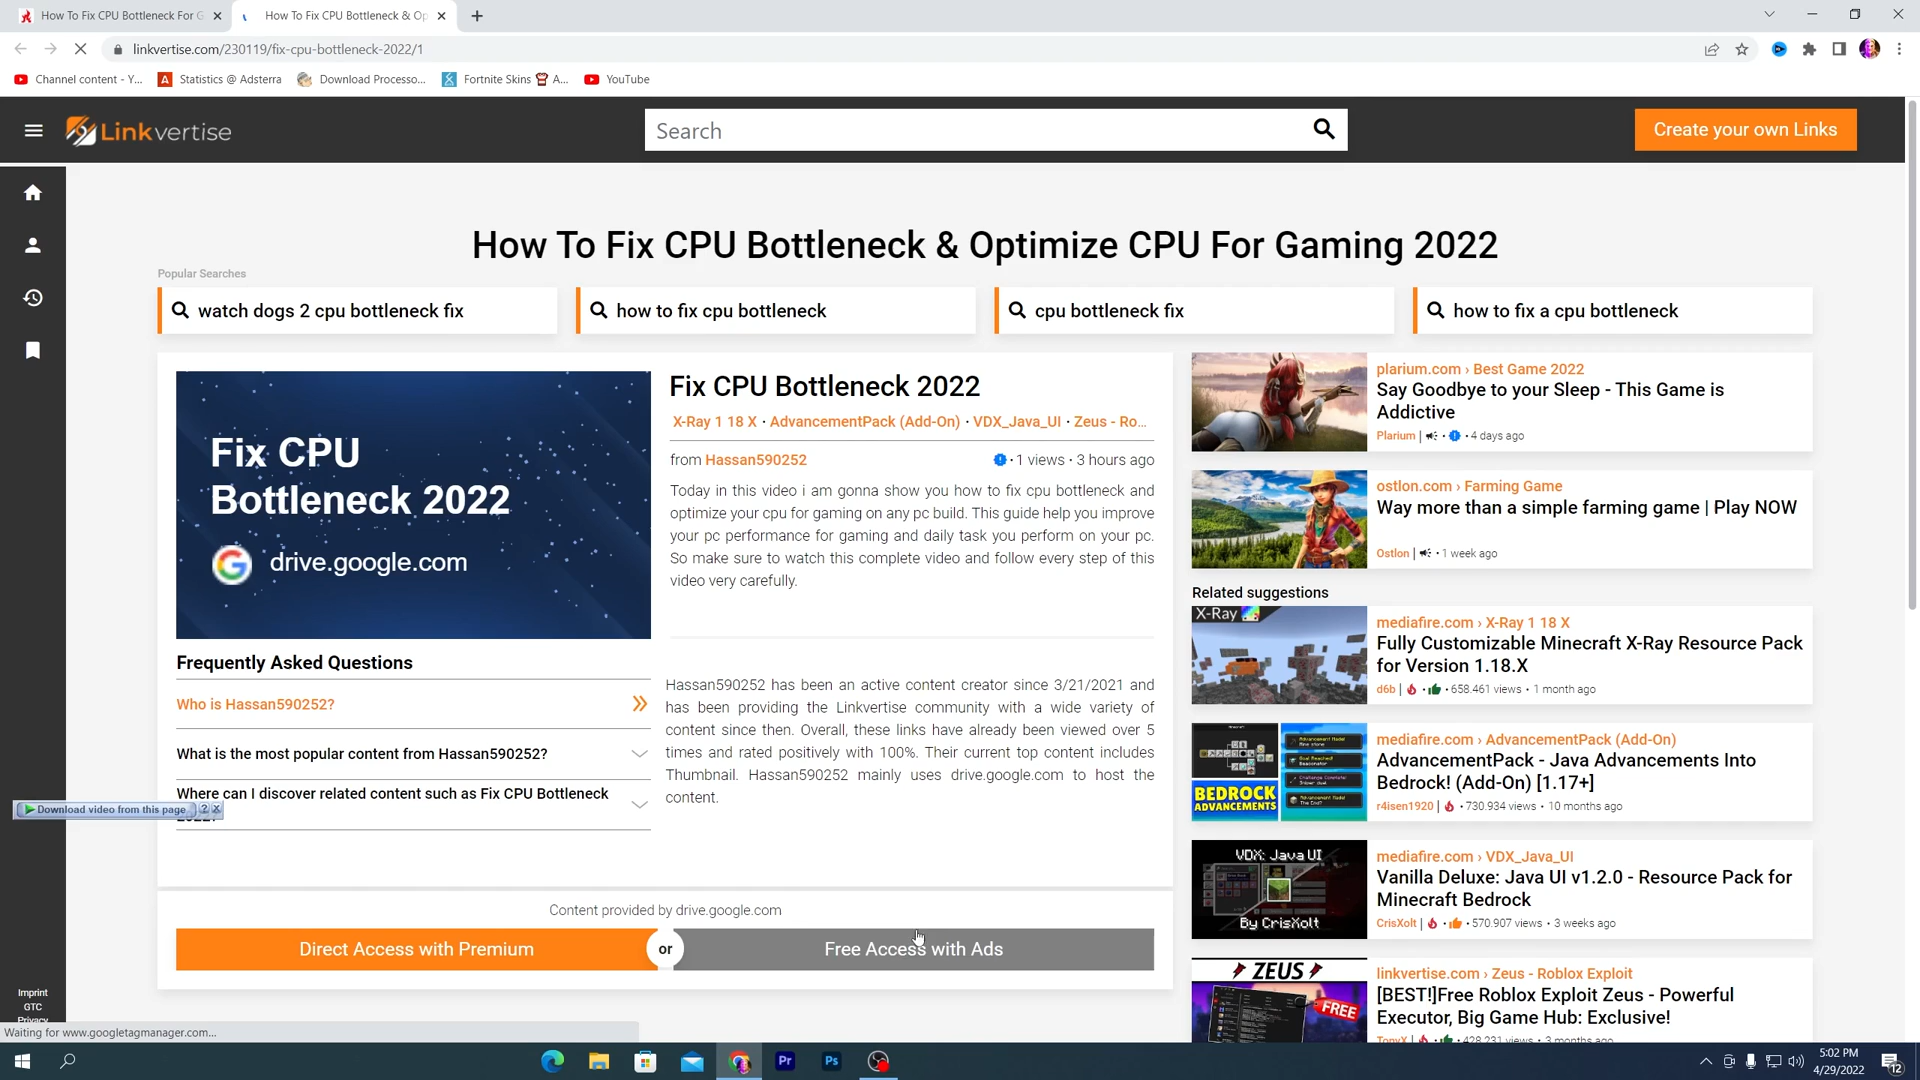 How To Fix CPU Bottleneck For G
How To Fix CPU Bottleneck & Op
linkvertise.com/230119/fix-cpu-bottleneck-2022/1
Channel content - Y...
Statistics @ Adsterra
Download Processo...
Fortnite Skins A...
YouTube
Linkvertise
Search
Create your own Links
How To Fix CPU Bottleneck & Optimize CPU For Gaming 2022
Popular Searches
watch dogs 2 cpu bottleneck fix
how to fix cpu bottleneck
cpu bottleneck fix
how to fix a cpu bottleneck
Fix CPU
Bottleneck 2022
drive.google.com
Fix CPU Bottleneck 2022
X-Ray 1 18 X · AdvancementPack (Add-On) · VDX_Java_UI · Zeus - Ro...
from Hassan590252
· 1 views · 3 hours ago
Today in this video i am gonna show you how to fix cpu bottleneck and
optimize your cpu for gaming on any pc build. This guide help you improve
your pc performance for gaming and daily task you perform on your pc.
So make sure to watch this complete video and follow every step of this
video very carefully.
Frequently Asked Questions
Who is Hassan590252?
What is the most popular content from Hassan590252?
Where can I discover related content such as Fix CPU Bottleneck
2022?
Download video from this page
Hassan590252 has been an active content creator since 3/21/2021 and
has been providing the Linkvertise community with a wide variety of
content since then. Overall, these links have already been viewed over 5
times and rated positively with 100%. Their current top content includes
Thumbnail. Hassan590252 mainly uses drive.google.com to host the
content.
Content provided by drive.google.com
Direct Access with Premium
or
Free Access with Ads
plarium.com › Best Game 2022
Say Goodbye to your Sleep - This Game is
Addictive
Plarium | · · 4 days ago
ostlon.com › Farming Game
Way more than a simple farming game | Play NOW
Ostlon | · 1 week ago
Related suggestions
X-Ray
mediafire.com › X-Ray 1 18 X
Fully Customizable Minecraft X-Ray Resource Pack
for Version 1.18.X
d6b | · · 658.461 views · 1 month ago
BEDROCK
ADVANCEMENTS
mediafire.com › AdvancementPack (Add-On)
AdvancementPack - Java Advancements Into
Bedrock! (Add-On) [1.17+]
r4isen1920 | · 730.934 views · 10 months ago
VDX: Java UI
By CrisXolt
mediafire.com › VDX_Java_UI
Vanilla Deluxe: Java UI v1.2.0 - Resource Pack for
Minecraft Bedrock
CrisXolt | · · 570.907 views · 3 weeks ago
ZEUS
FREE
linkvertise.com › Zeus - Roblox Exploit
[BEST!]Free Roblox Exploit Zeus - Powerful
Executor, Big Game Hub: Exclusive!
TonyX | · · 428.231 views · 3 months ago
Imprint
GTC
Privacy
Waiting for www.googletagmanager.com...
Pr
Ps
5:02 PM
4/29/2022
12